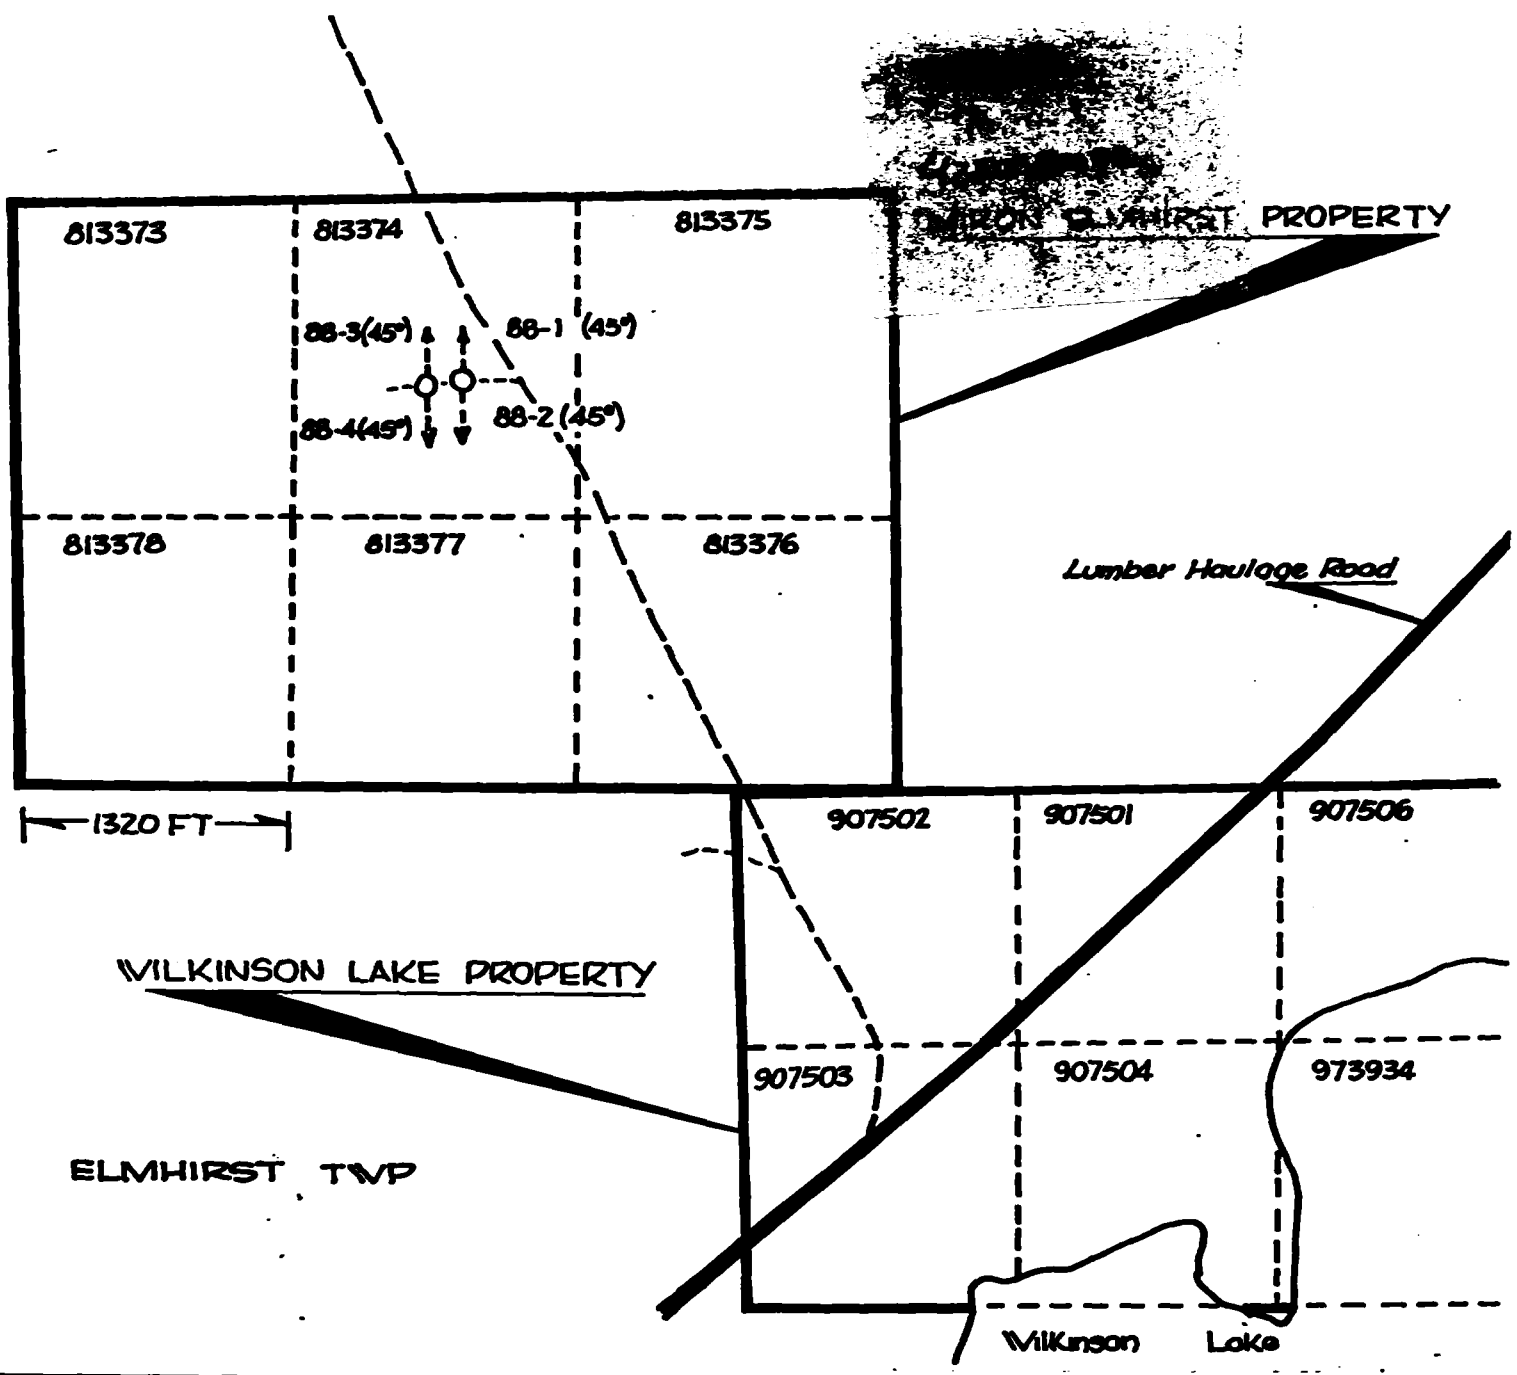 ELMHIRST PROPERTY
813373
813374
813375
88-3(45°)
88-1 (45°)
88-4(45°)
88-2(45°)
813378
813377
813376
Lumber Haulage Road
1320 FT
907502
907501
907506
WILKINSON LAKE PROPERTY
907503
907504
973934
ELMHIRST TWP
Wilkinson Lake